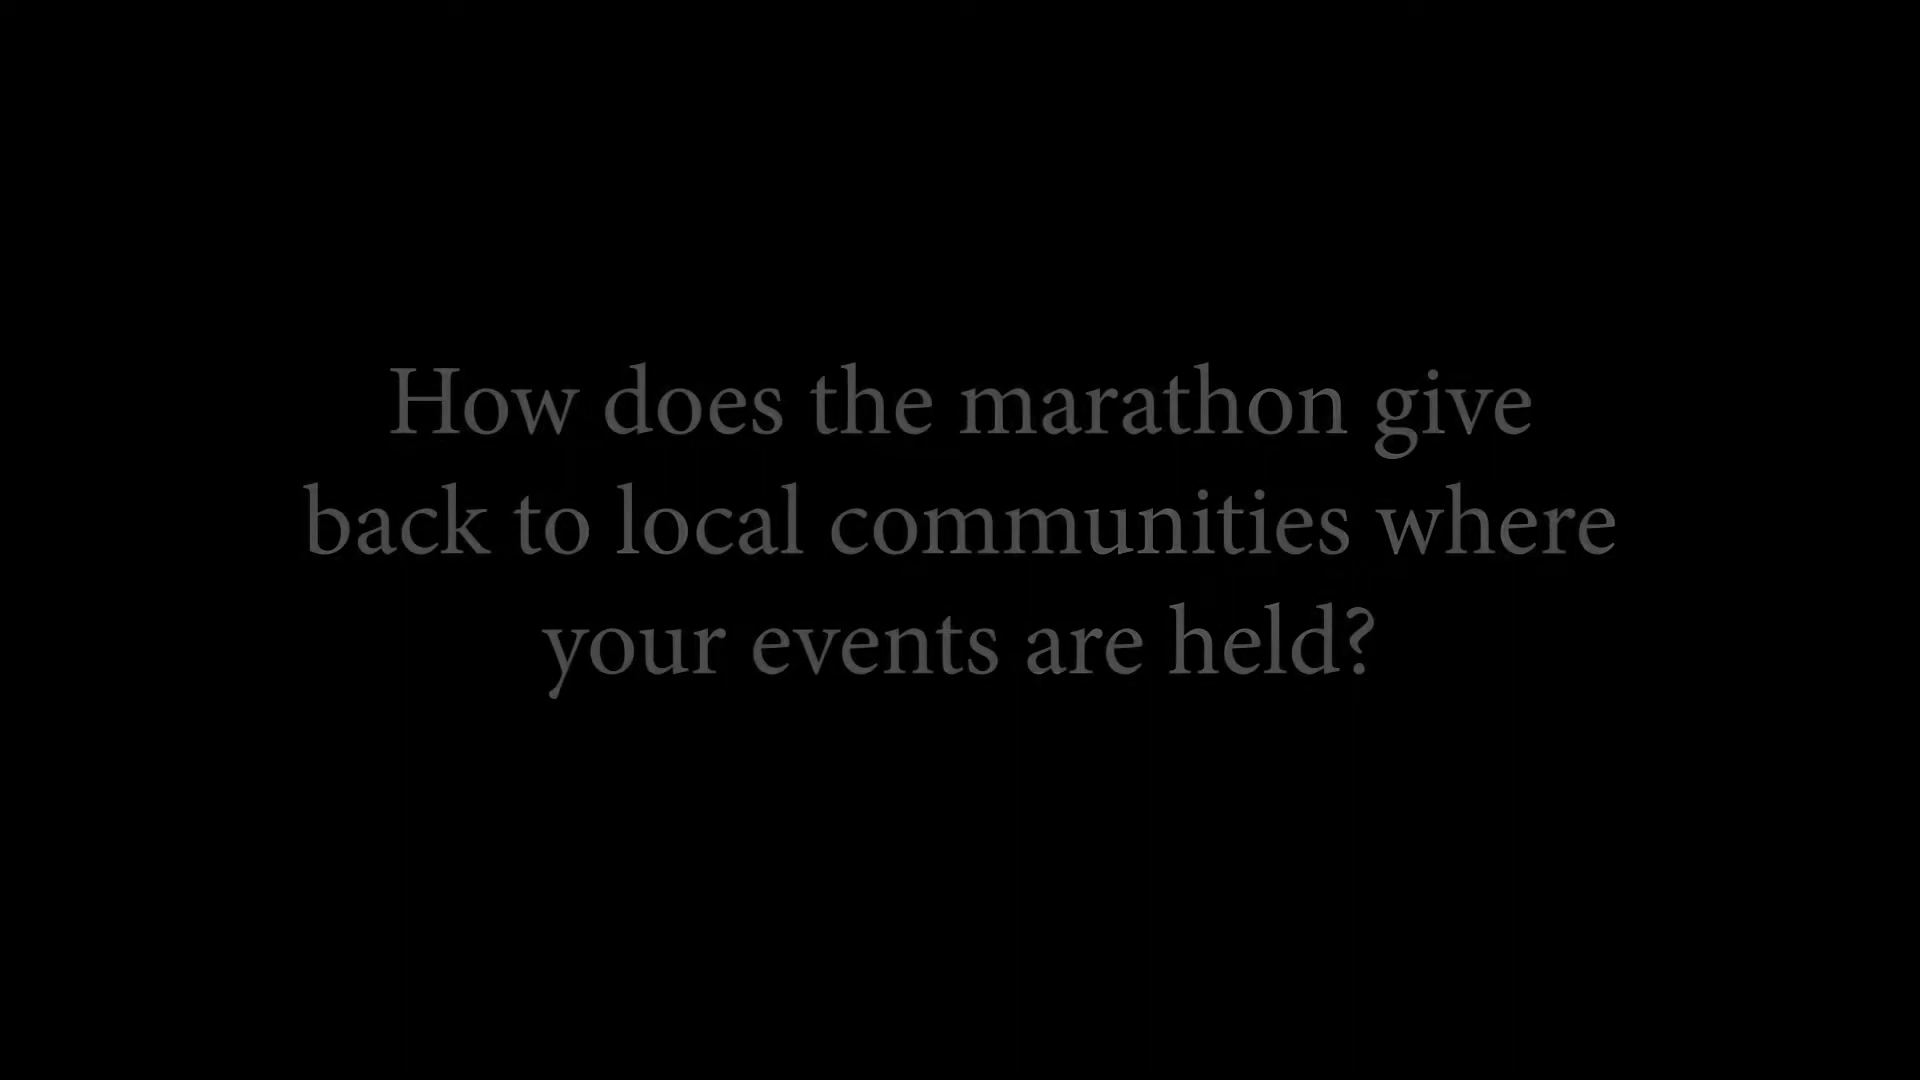 How does the marathon give
back to local communities where
your events are held?